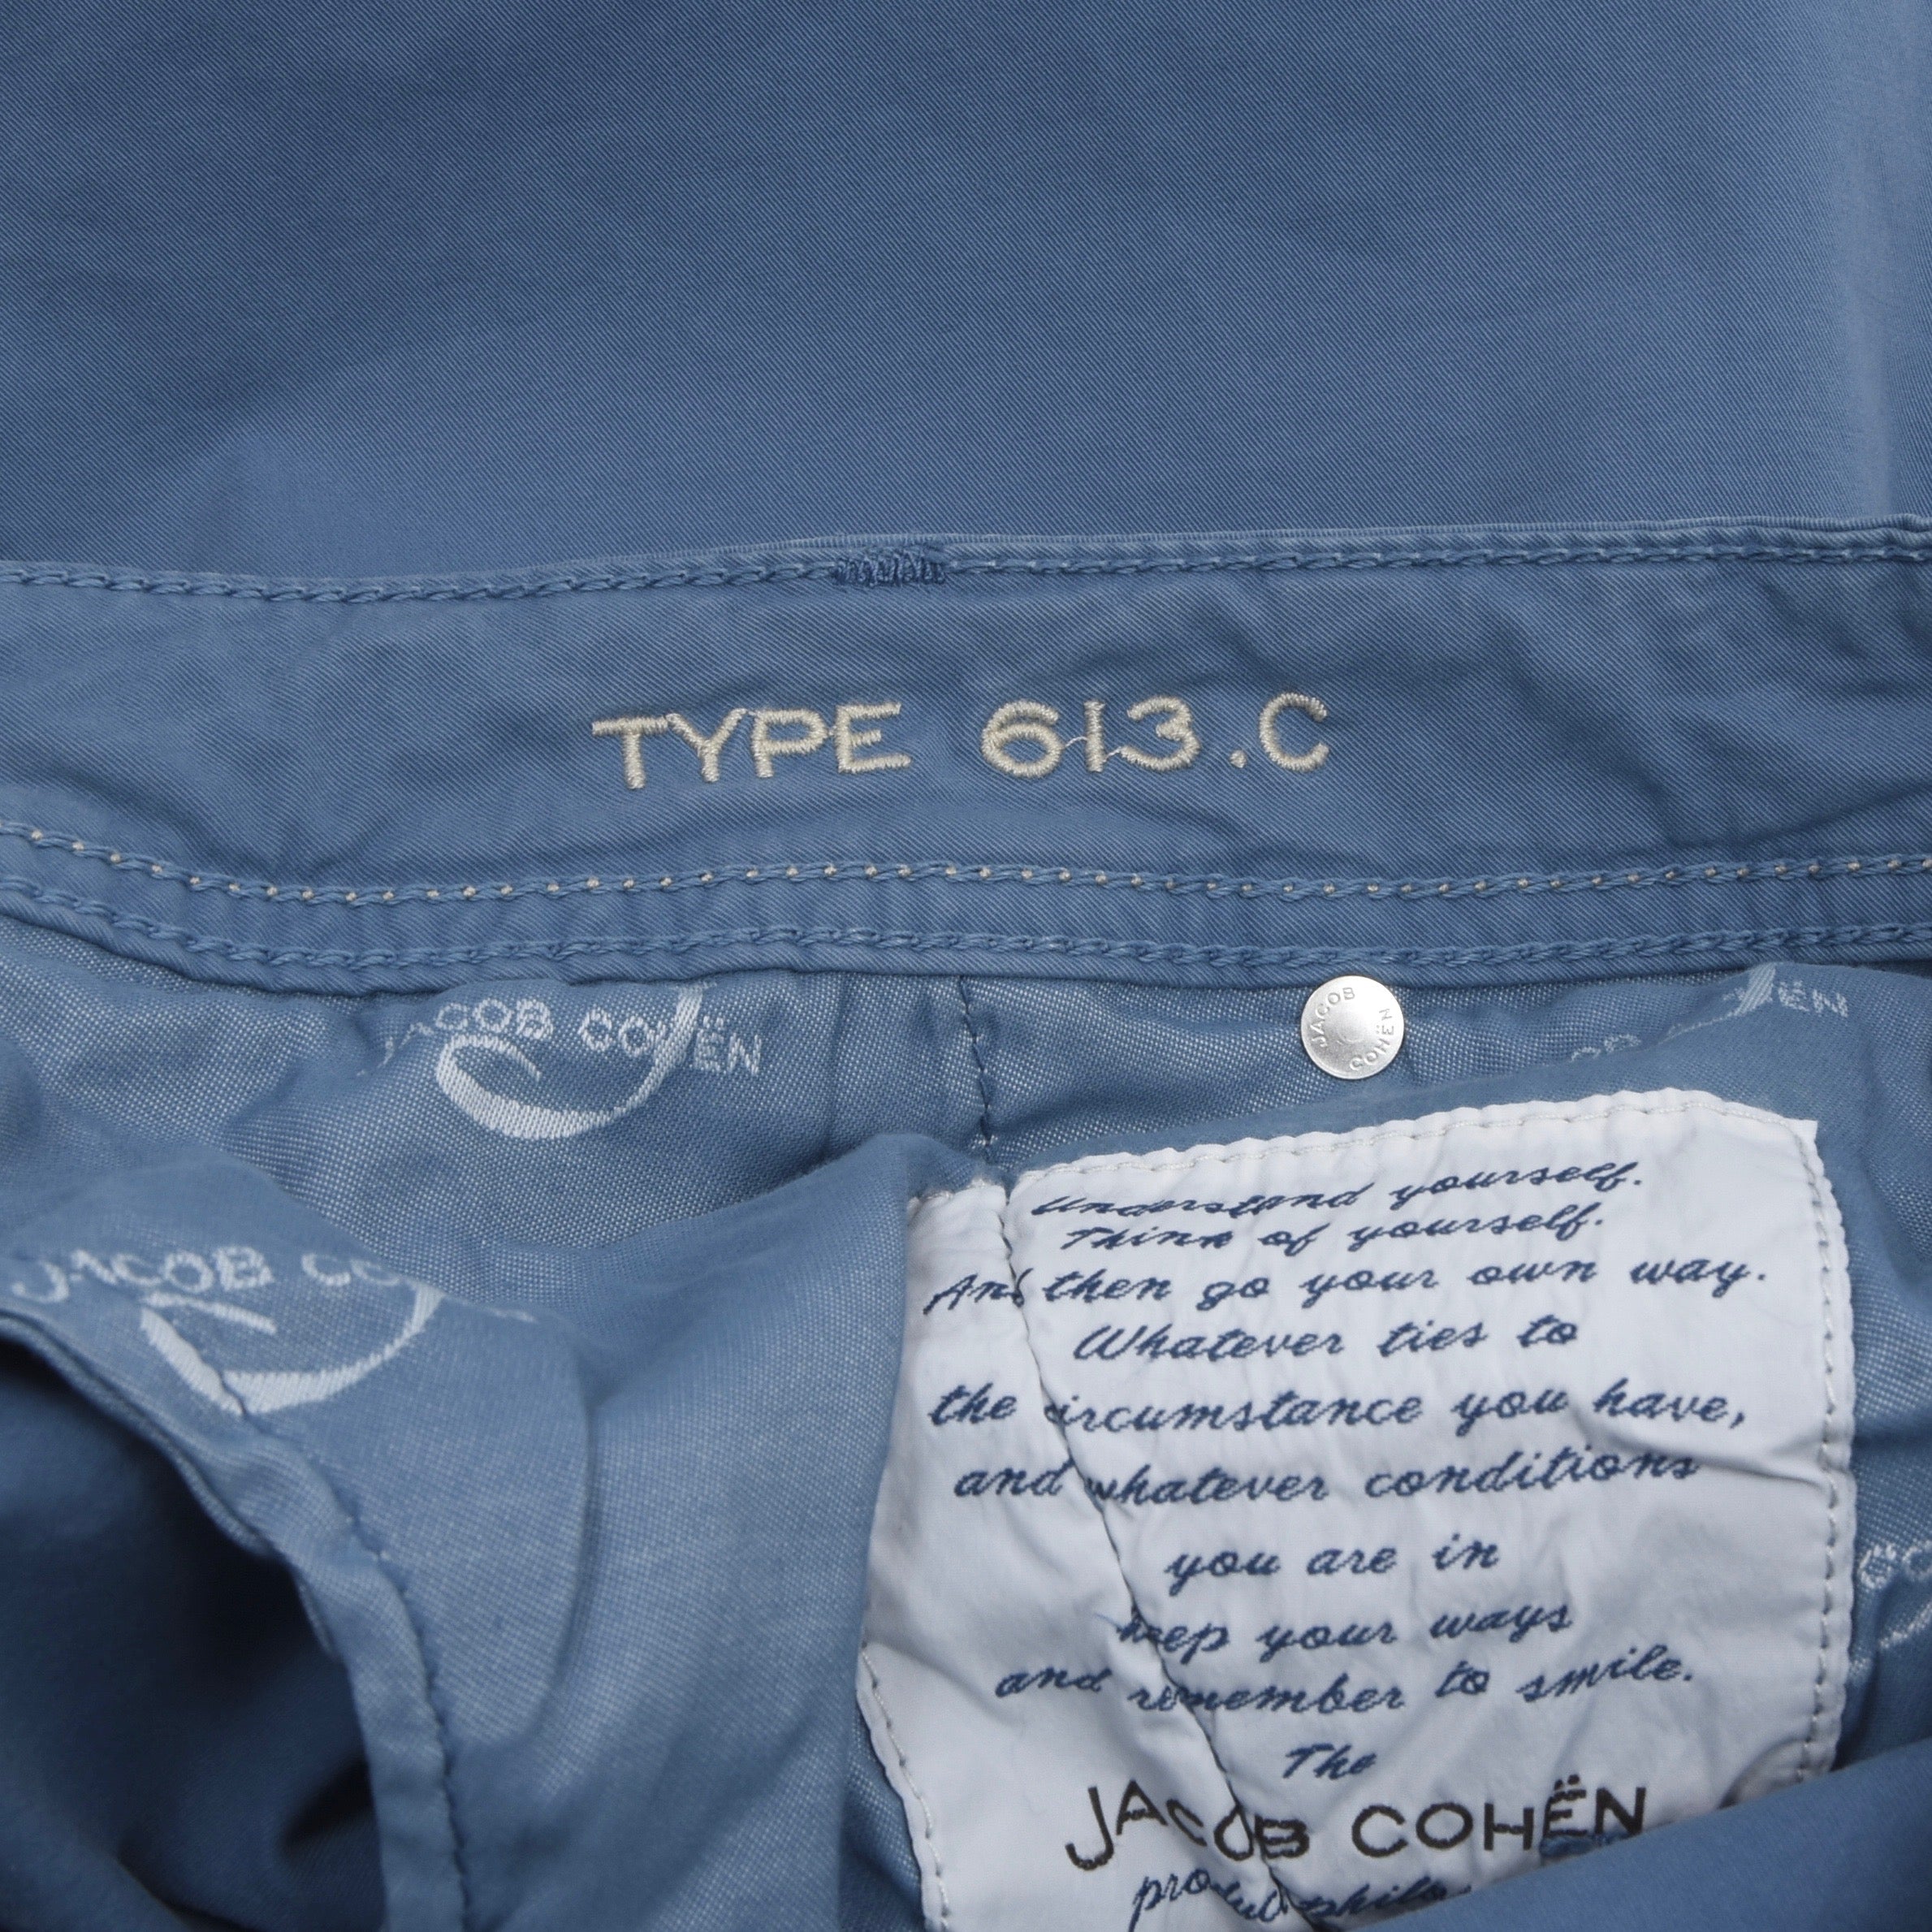 TYPE 613.C
JACOB COHËN
JACOB COHËN
JACOB
Understand yourself.
Think of yourself.
And then go your own way.
Whatever ties to
the circumstance you have,
and whatever conditions
you are in
keep your ways
and remember to smile.
The
JACOB COHËN